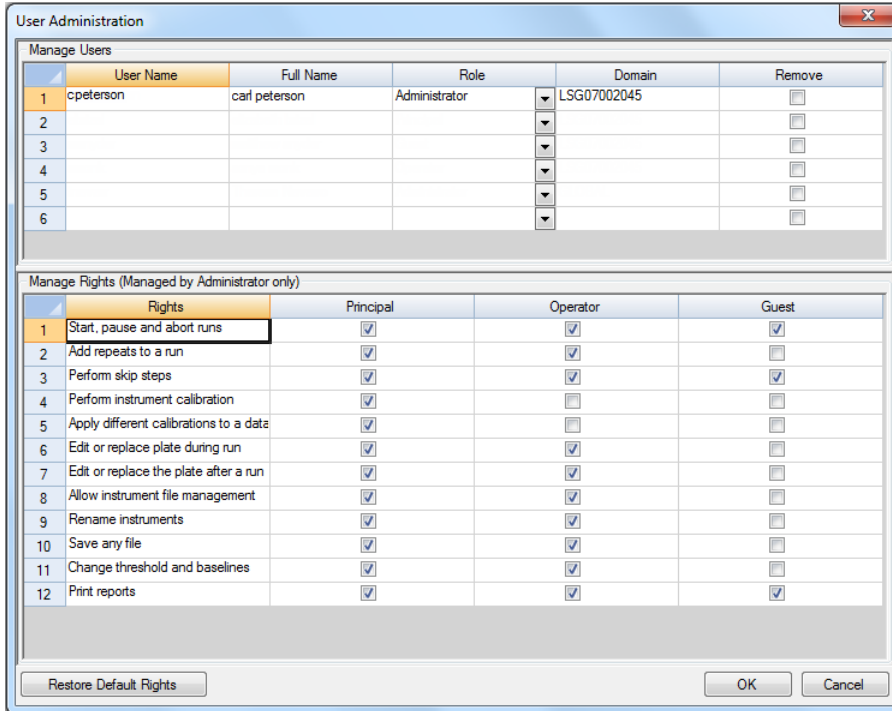 User Administration
Manage Users
User Name Full Name Role Domain Remove
1 cpeterson carl peterson Administrator LSG07002045
2
3
4
5
6
Manage Rights (Managed by Administrator only)
Rights Principal Operator Guest
1 Start, pause and abort runs
2 Add repeats to a run
3 Perform skip steps
4 Perform instrument calibration
5 Apply different calibrations to a data
6 Edit or replace plate during run
7 Edit or replace the plate after a run
8 Allow instrument file management
9 Rename instruments
10 Save any file
11 Change threshold and baselines
12 Print reports
Restore Default Rights OK Cancel